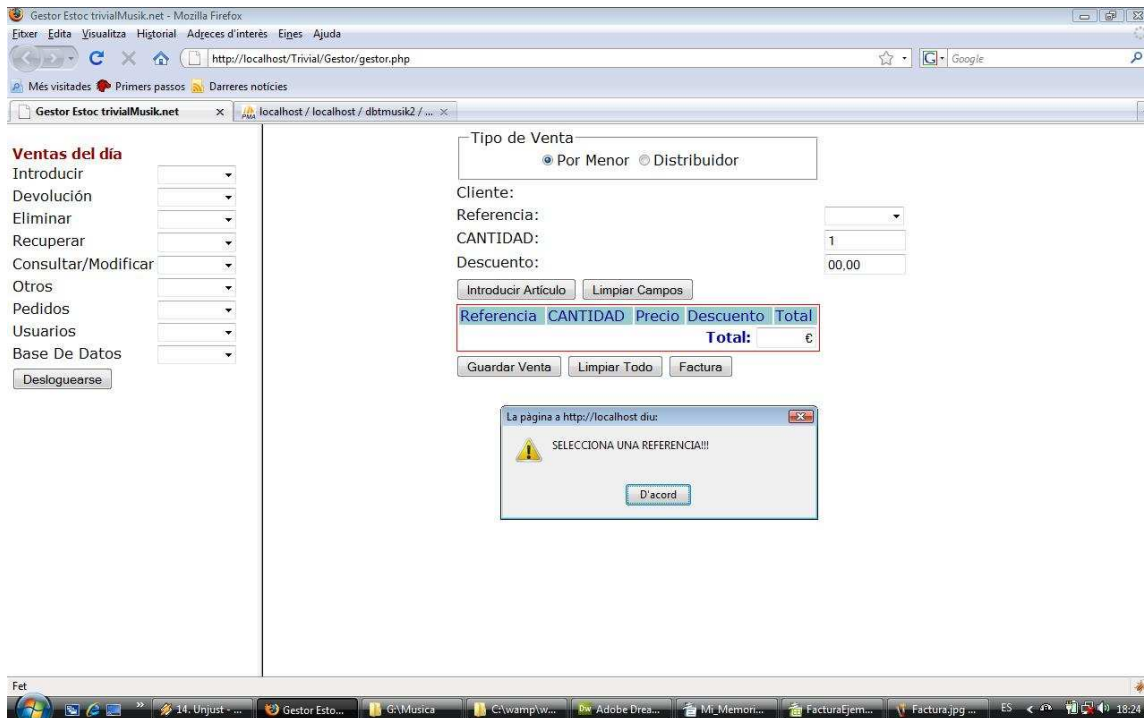 Gestor Estoc trivialMusik.net - Mozilla Firefox
Fitxer Edita Visualitza Historial Adreces d'interès Eines Ajuda
http://localhost/Trivial/Gestor/gestor.php
G Google
Més visitades Primers passos Darreres notícies
Gestor Estoc trivialMusik.net
localhost / localhost / dbtmusik2 / ...
Ventas del día
Introducir
Devolución
Eliminar
Recuperar
Consultar/Modificar
Otros
Pedidos
Usuarios
Base De Datos
Desloguearse
Tipo de Venta
Por Menor Distribuidor
Cliente:
Referencia:
CANTIDAD: 1
Descuento: 00,00
Introducir Artículo Limpiar Campos
Referencia CANTIDAD Precio Descuento Total
Total: €
Guardar Venta Limpiar Todo Factura
La pàgina a http://localhost diu:
SELECCIONA UNA REFERENCIA!!!
D'acord
Fet
14. Unjust - ... Gestor Esto... G:\Musica C:\wamp\w... Dw Adobe Drea... Mi_Memori... FacturaEjem... Factura.jpg ... ES 18:24